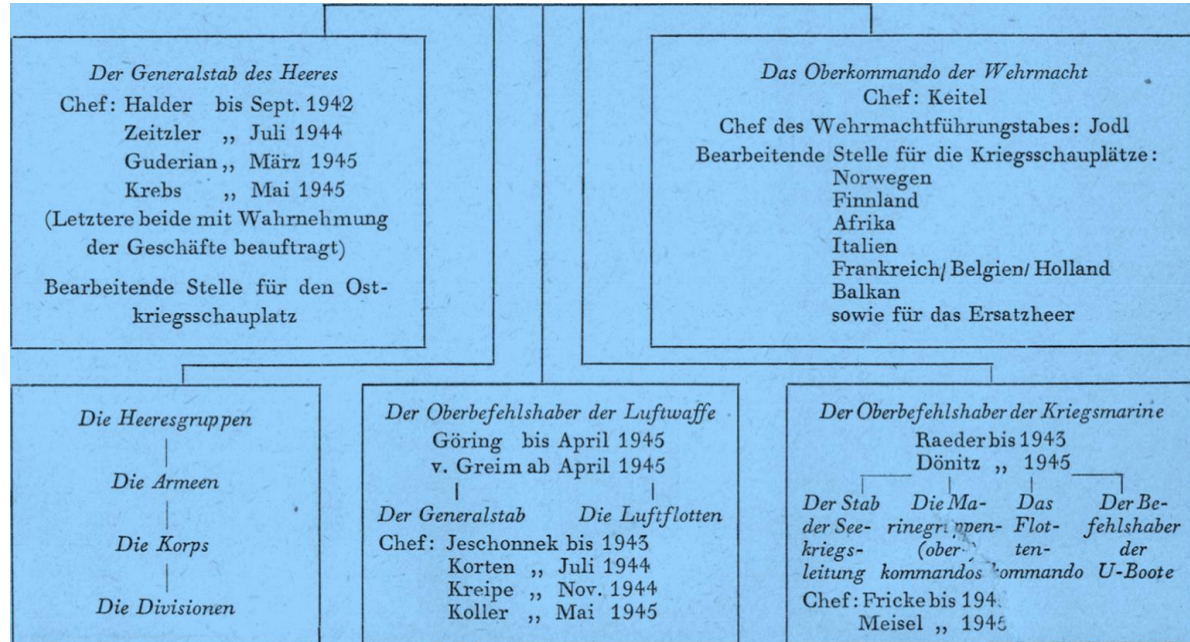 Der Generalstab des Heeres
Chef: Halder bis Sept. 1942
Zeitzler „ Juli 1944
Guderian „ März 1945
Krebs „ Mai 1945
(Letztere beide mit Wahrnehmung
der Geschäfte beauftragt)
Bearbeitende Stelle für den Ost-
kriegsschauplatz
Das Oberkommando der Wehrmacht
Chef: Keitel
Chef des Wehrmachtführungstabes: Jodl
Bearbeitende Stelle für die Kriegsschauplätze:
Norwegen
Finnland
Afrika
Italien
Frankreich/Belgien/Holland
Balkan
sowie für das Ersatzheer
Die Heeresgruppen
Die Armeen
Die Korps
Die Divisionen
Der Oberbefehlshaber der Luftwaffe
Göring bis April 1945
v. Greim ab April 1945
Der Generalstab
Die Luftflotten
Chef: Jeschonnek bis 1943
Korten „ Juli 1944
Kreipe „ Nov. 1944
Koller „ Mai 1945
Der Oberbefehlshaber der Kriegsmarine
Raeder bis 1943
Dönitz „ 1945
Der Stab
der See-
kriegs-
leitung
Die Ma-
rinegruppen-
(ober-)
kommandos
Das
Flot-
ten-
kommando
Der Be-
fehlshaber
der
U-Boote
Chef: Fricke bis
Meisel „ 1945